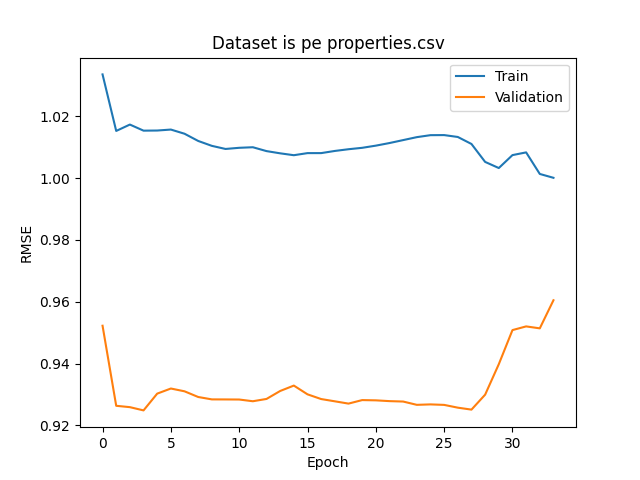 Dataset is pe properties.csv
Train
Validation
1.02
1.00
0.98
0.96
0.94
0.92
RMSE
0
5
10
15
20
25
30
Epoch